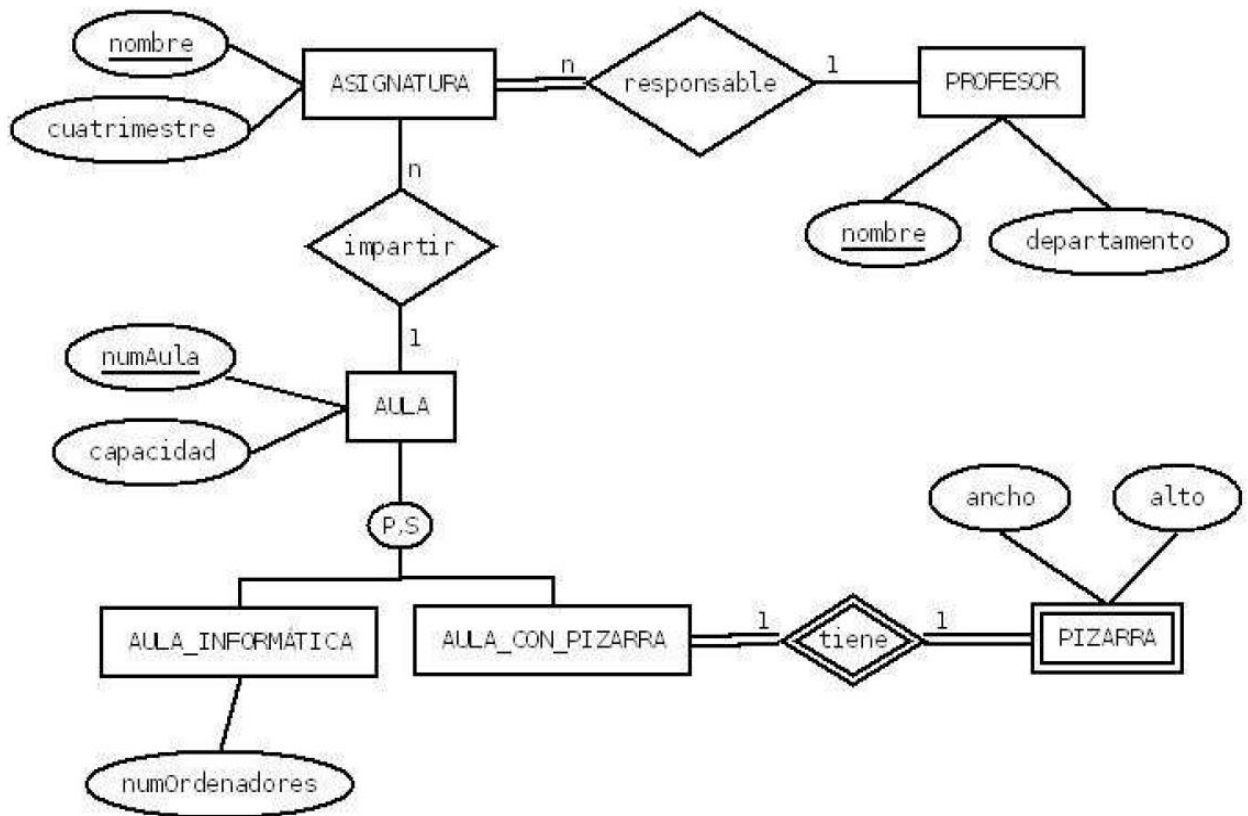 nombre
ASIGNATURA
n
responsable
1
PROFESOR
cuatrimestre
n
nombre
departamento
impartir
1
numAula
AULA
capacidad
P,S
ancho
alto
AULA_INFORMÁTICA
AULA_CON_PIZARRA
1
tiene
1
PIZARRA
numOrdenadores